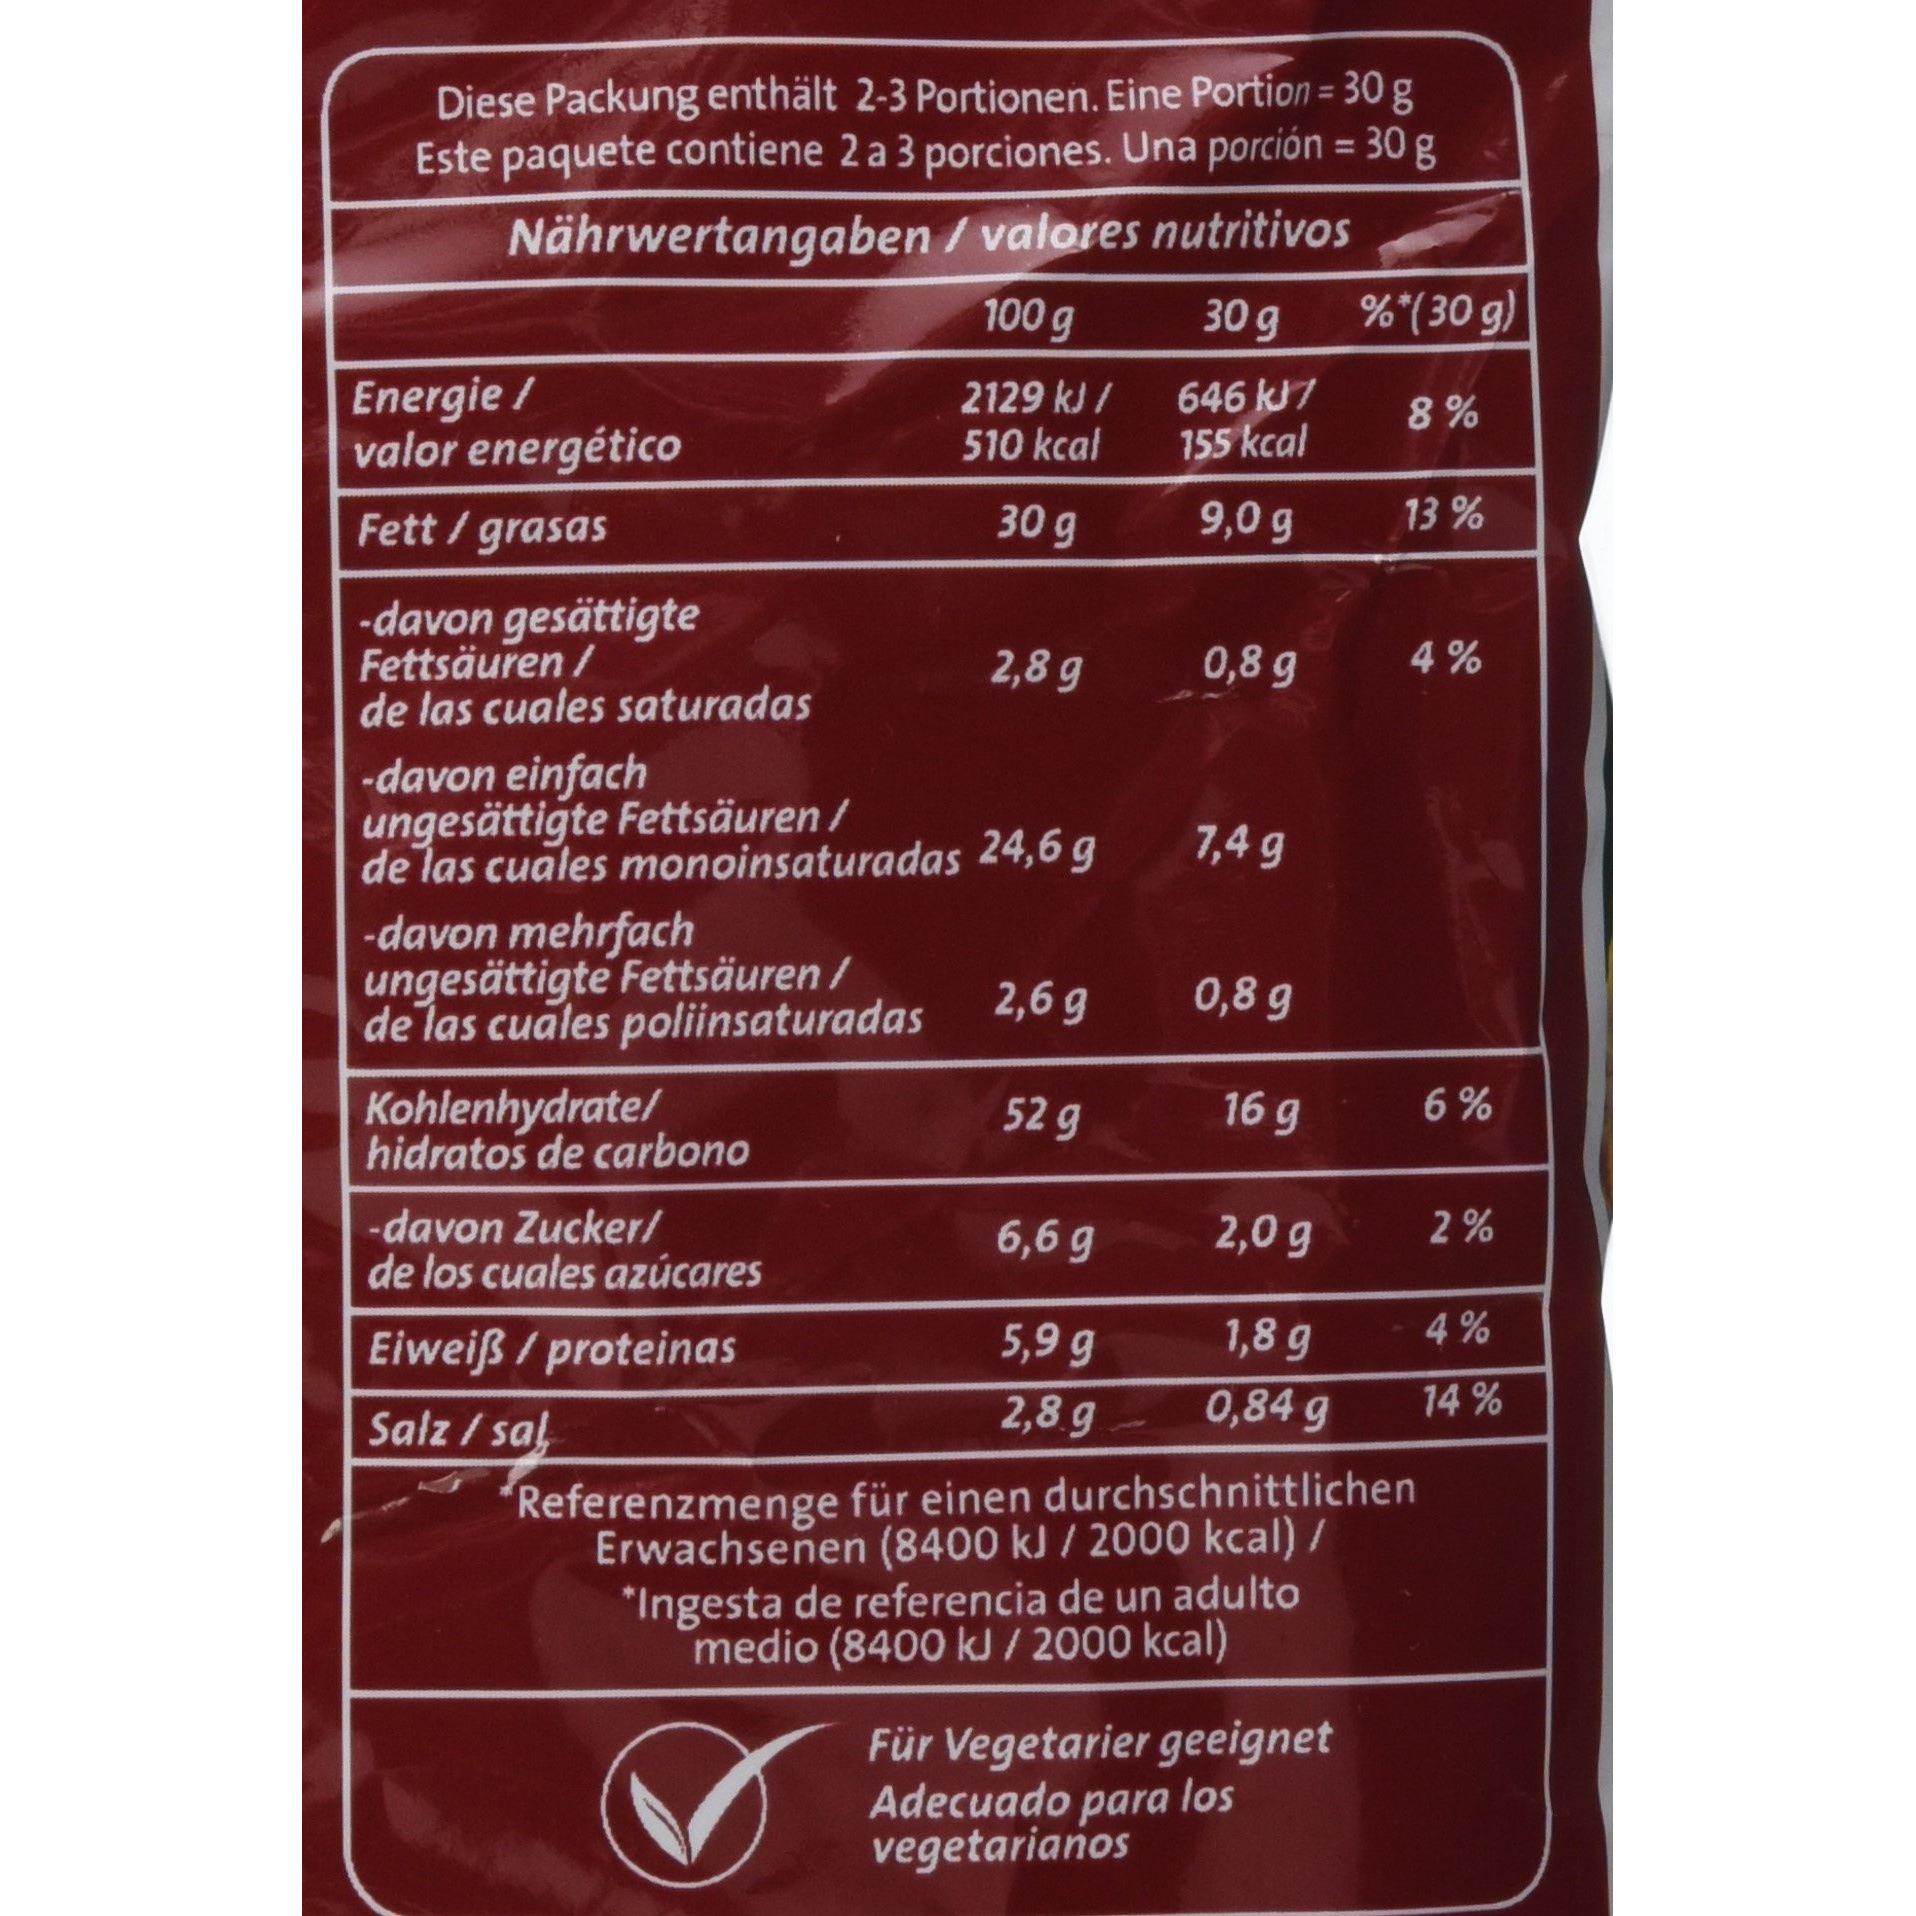 Diese Packung enthält 2-3 Portionen. Eine Portion = 30 g
Este paquete contiene 2 a 3 porciones. Una porción = 30 g
Nährwertangaben / valores nutritivos
100 g 30 g %*(30 g)
Energie / 2129 kJ / 646 kJ / 8 %
valor energético 510 kcal 155 kcal
Fett / grasas 30 g 9,0 g 13 %
-davon gesättigte
Fettsäuren / 2,8 g 0,8 g 4 %
de las cuales saturadas
-davon einfach
ungesättigte Fettsäuren /
de las cuales monoinsaturadas 24,6 g 7,4 g
-davon mehrfach
ungesättigte Fettsäuren /
de las cuales poliinsaturadas 2,6 g 0,8 g
Kohlenhydrate/ 52 g 16 g 6 %
hidratos de carbono
-davon Zucker/ 6,6 g 2,0 g 2 %
de los cuales azúcares
Eiweiß / proteinas 5,9 g 1,8 g 4 %
Salz / sal 2,8 g 0,84 g 14 %
*Referenzmenge für einen durchschnittlichen
Erwachsenen (8400 kJ / 2000 kcal) /
*Ingesta de referencia de un adulto
medio (8400 kJ / 2000 kcal)
Für Vegetarier geeignet
Adecuado para los
vegetarianos